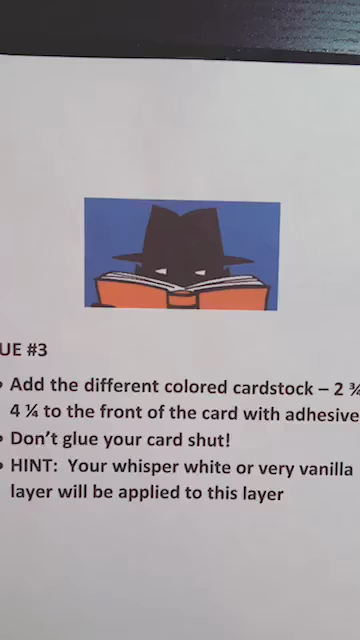 UE #3
• Add the different colored cardstock – 2 ¾
4 ¼ to the front of the card with adhesive
• Don't glue your card shut!
• HINT: Your whisper white or very vanilla
layer will be applied to this layer